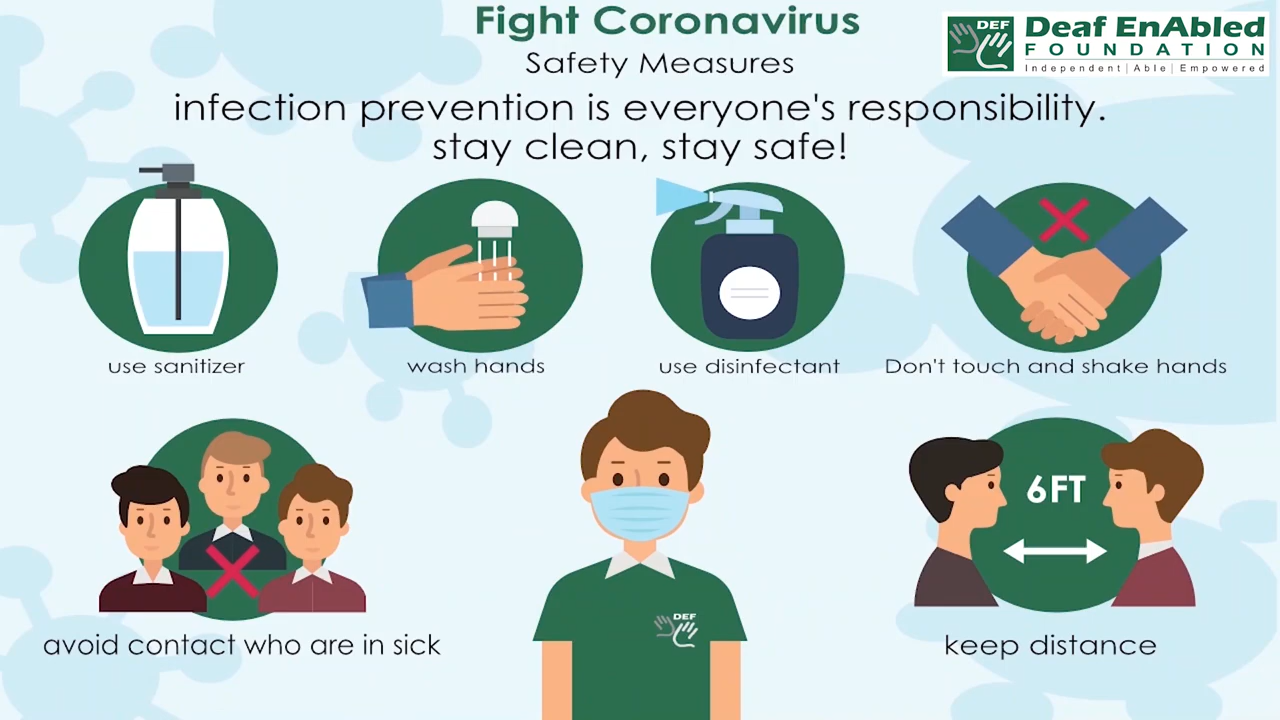 Fight Coronavirus
Safety Measures
DEF
Deaf EnAbled
FOUNDATION
Independent | Able | Empowered
infection prevention is everyone's responsibility.
stay clean, stay safe!
use sanitizer
wash hands
use disinfectant
Don't touch and shake hands
6FT
DEF
avoid contact who are in sick
keep distance